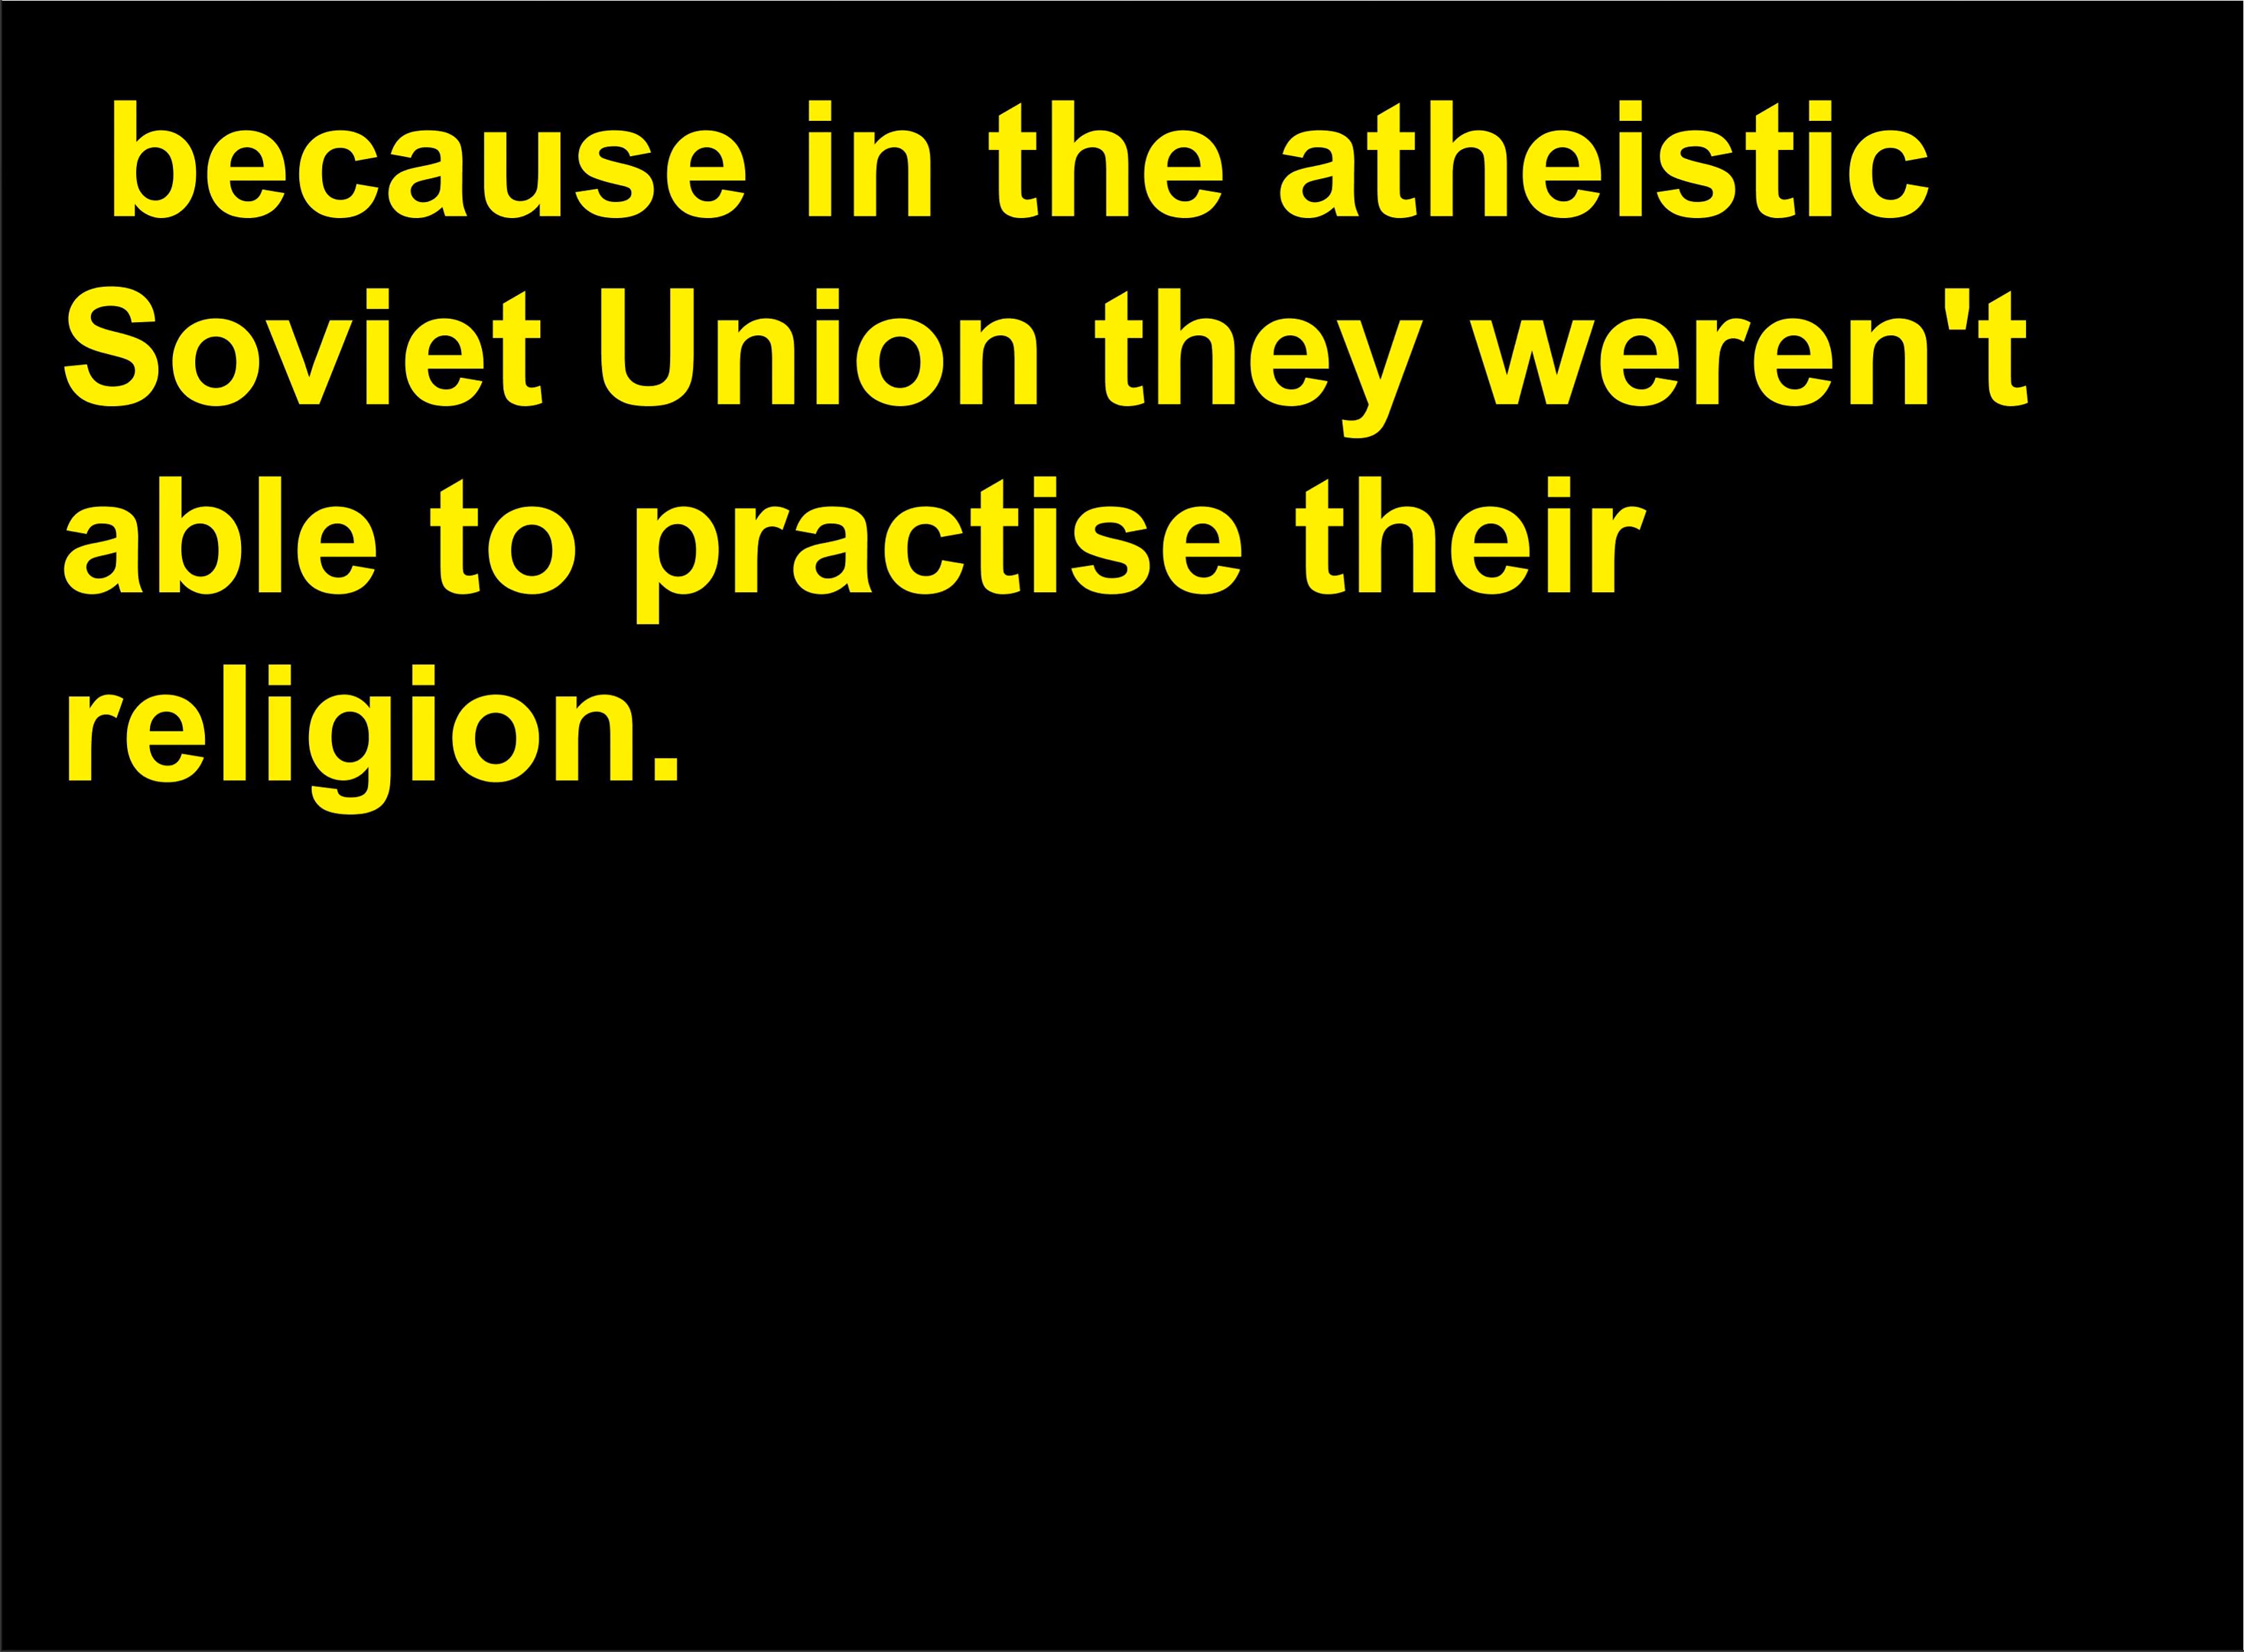 because in the atheistic
Soviet Union they weren't
able to practise their
religion.